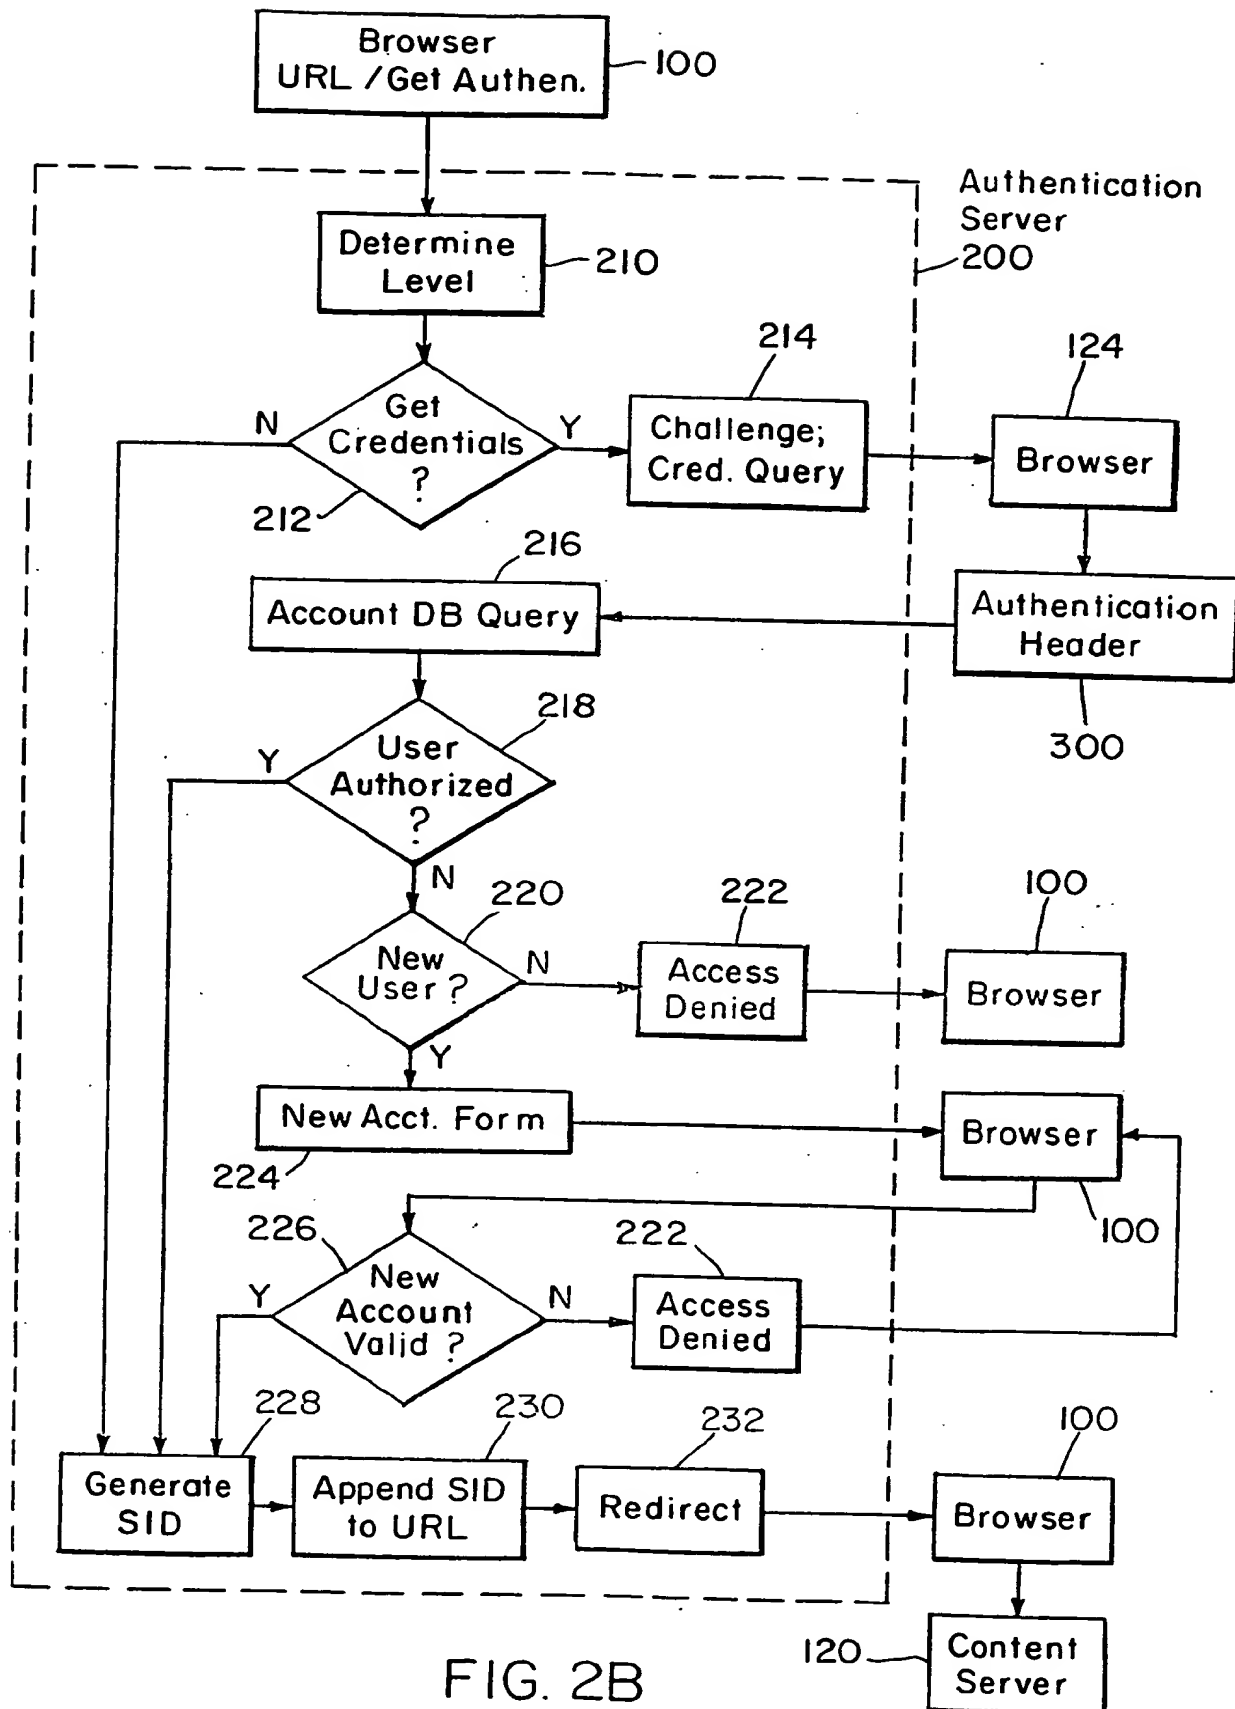 Browser
URL / Get Authen.
100
Authentication
Server
200
Determine
Level
210
Get
Credentials
?
N
Y
212
214
Challenge;
Cred. Query
124
Browser
216
Account DB Query
Authentication
Header
300
218
User
Authorized
?
Y
N
220
New
User ?
N
Y
222
Access
Denied
100
Browser
New Acct. Form
224
Browser
100
226
New
Account
Valid ?
Y
N
222
Access
Denied
228
Generate
SID
230
Append SID
to URL
232
Redirect
100
Browser
120
Content
Server
FIG. 2B